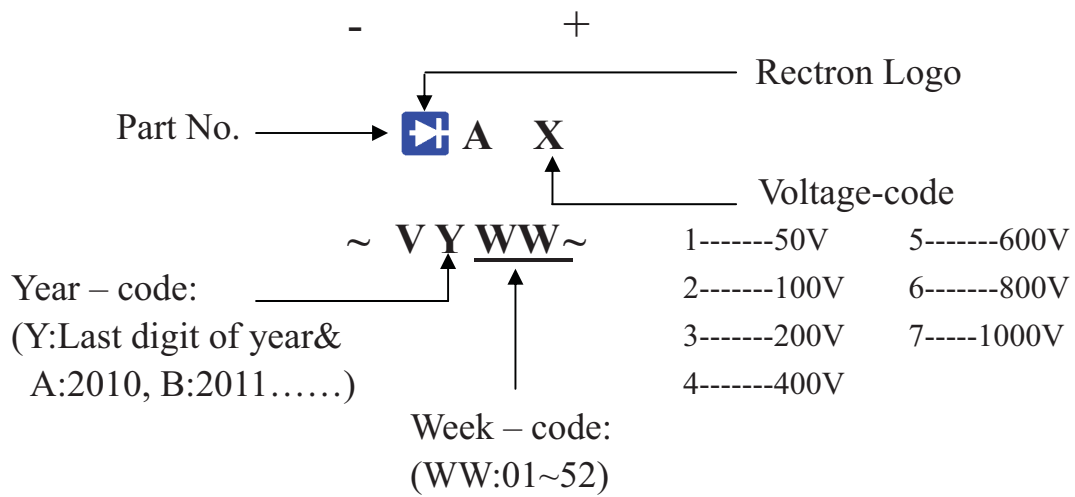 - +
Rectron Logo
Part No. A X
Voltage-code
~ V Y WW~
1-------50V 5-------600V
Year – code:
2-------100V 6-------800V
(Y:Last digit of year&
3-------200V 7-----1000V
A:2010, B:2011……)
4-------400V
Week – code:
(WW:01~52)